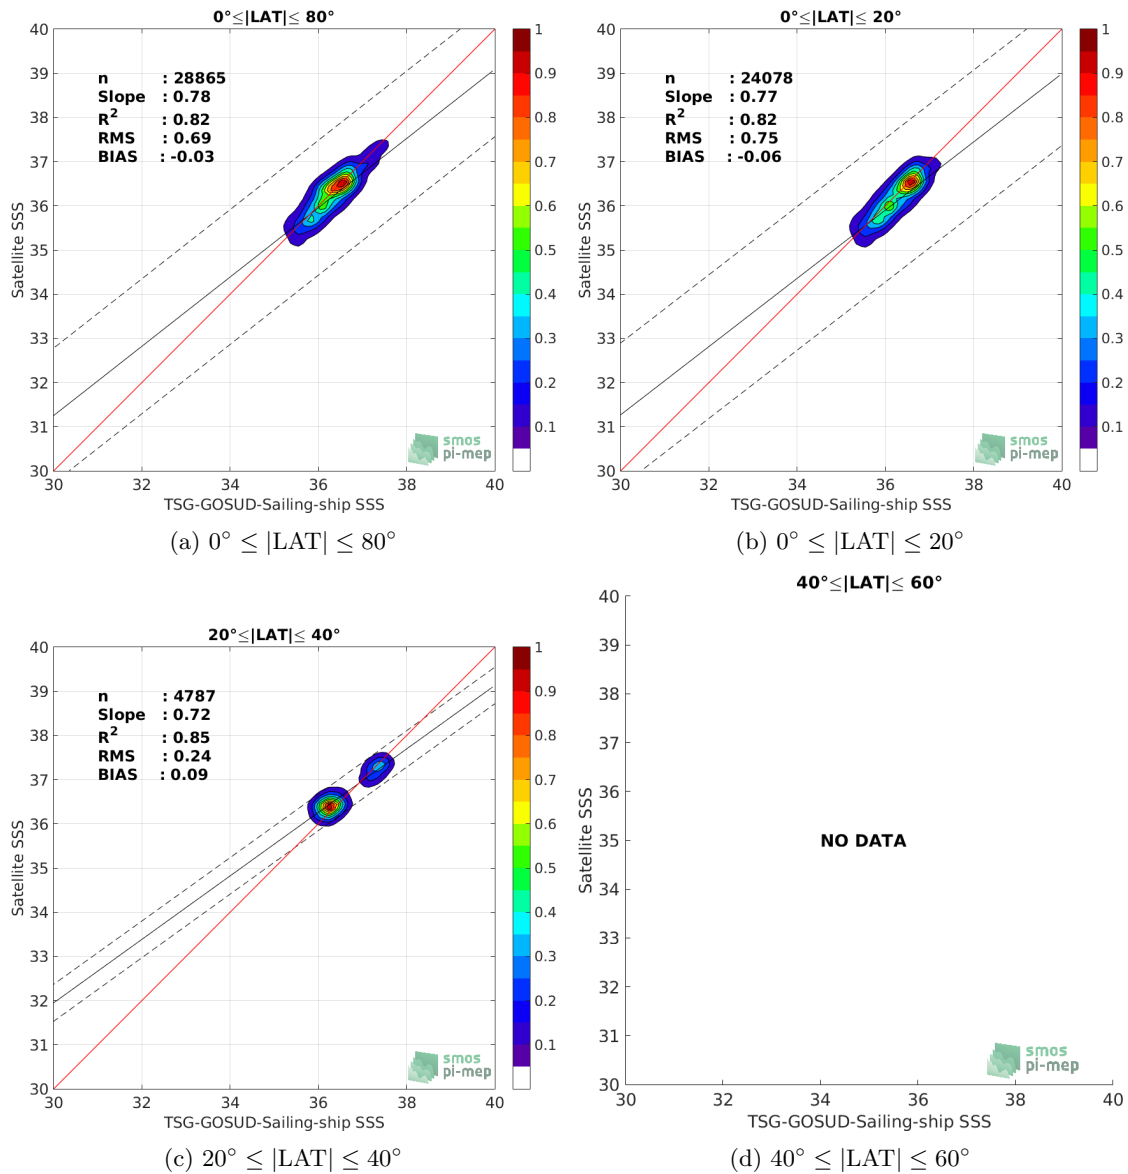 0°≤|LAT|≤ 80°
40
39
38
37
36
35
34
33
32
31
30
Satellite SSS
n : 28865
Slope : 0.78
R2 : 0.82
RMS : 0.69
BIAS : -0.03
smos
pi-mep
30 32 34 36 38 40
TSG-GOSUD-Sailing-ship SSS
1
0.9
0.8
0.7
0.6
0.5
0.4
0.3
0.2
0.1
(a) 0° ≤ |LAT| ≤ 80°
0°≤|LAT|≤ 20°
40
39
38
37
36
35
34
33
32
31
30
Satellite SSS
n : 24078
Slope : 0.77
R2 : 0.82
RMS : 0.75
BIAS : -0.06
smos
pi-mep
30 32 34 36 38 40
TSG-GOSUD-Sailing-ship SSS
1
0.9
0.8
0.7
0.6
0.5
0.4
0.3
0.2
0.1
(b) 0° ≤ |LAT| ≤ 20°
20°≤|LAT|≤ 40°
40
39
38
37
36
35
34
33
32
31
30
Satellite SSS
n : 4787
Slope : 0.72
R2 : 0.85
RMS : 0.24
BIAS : 0.09
smos
pi-mep
30 32 34 36 38 40
TSG-GOSUD-Sailing-ship SSS
1
0.9
0.8
0.7
0.6
0.5
0.4
0.3
0.2
0.1
(c) 20° ≤ |LAT| ≤ 40°
40°≤|LAT|≤ 60°
40
39
38
37
36
35
34
33
32
31
30
Satellite SSS
NO DATA
smos
pi-mep
30 32 34 36 38 40
TSG-GOSUD-Sailing-ship SSS
(d) 40° ≤ |LAT| ≤ 60°